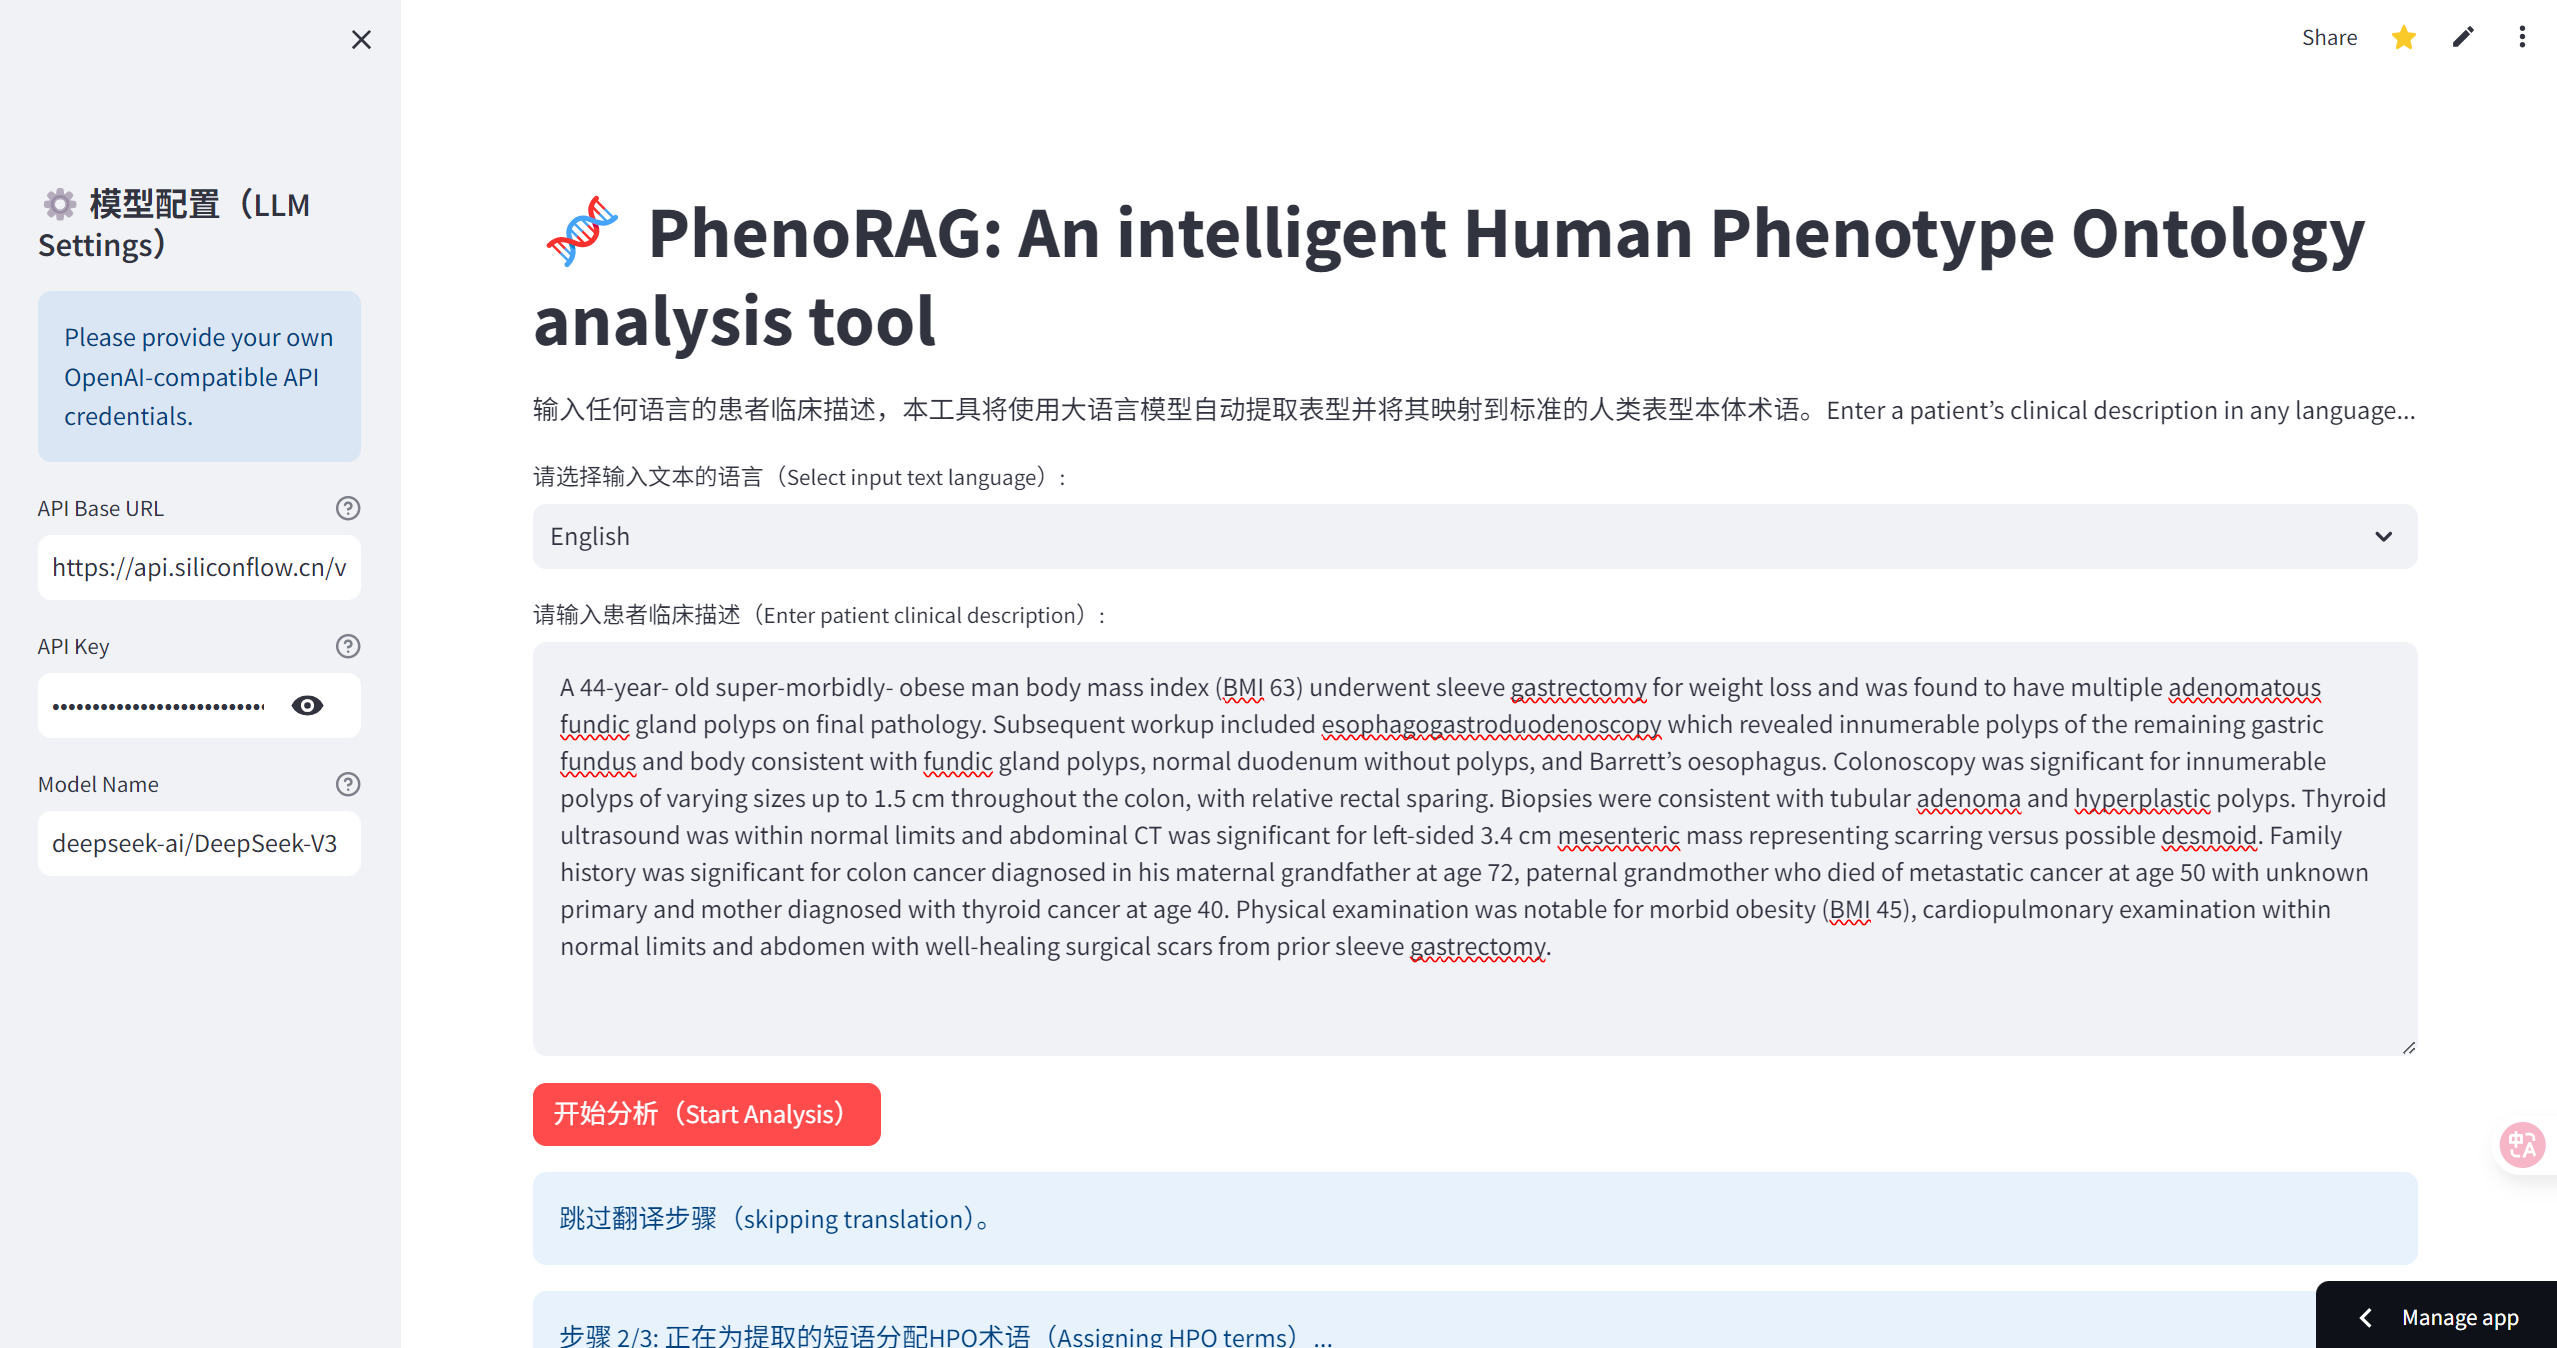 Share
模型配置（LLM
Settings）
Please provide your own
OpenAI-compatible API
credentials.
API Base URL
https://api.siliconflow.cn/v
API Key
Model Name
deepseek-ai/DeepSeek-V3
PhenoRAG: An intelligent Human Phenotype Ontology
analysis tool
输入任何语言的患者临床描述，本工具将使用大语言模型自动提取表型并将其映射到标准的人类表型本体术语。Enter a patient’s clinical description in any language...
请选择输入文本的语言（Select input text language）:
English
请输入患者临床描述（Enter patient clinical description）:
A 44-year- old super-morbidly- obese man body mass index (BMI 63) underwent sleeve gastrectomy for weight loss and was found to have multiple adenomatous
fundic gland polyps on final pathology. Subsequent workup included esophagogastroduodenoscopy which revealed innumerable polyps of the remaining gastric
fundus and body consistent with fundic gland polyps, normal duodenum without polyps, and Barrett’s oesophagus. Colonoscopy was significant for innumerable
polyps of varying sizes up to 1.5 cm throughout the colon, with relative rectal sparing. Biopsies were consistent with tubular adenoma and hyperplastic polyps. Thyroid
ultrasound was within normal limits and abdominal CT was significant for left-sided 3.4 cm mesenteric mass representing scarring versus possible desmoid. Family
history was significant for colon cancer diagnosed in his maternal grandfather at age 72, paternal grandmother who died of metastatic cancer at age 50 with unknown
primary and mother diagnosed with thyroid cancer at age 40. Physical examination was notable for morbid obesity (BMI 45), cardiopulmonary examination within
normal limits and abdomen with well-healing surgical scars from prior sleeve gastrectomy.
开始分析（Start Analysis）
跳过翻译步骤（skipping translation）。
步骤 2/3: 正在为提取的短语分配HPO术语（Assigning HPO terms）...
中A
Manage app